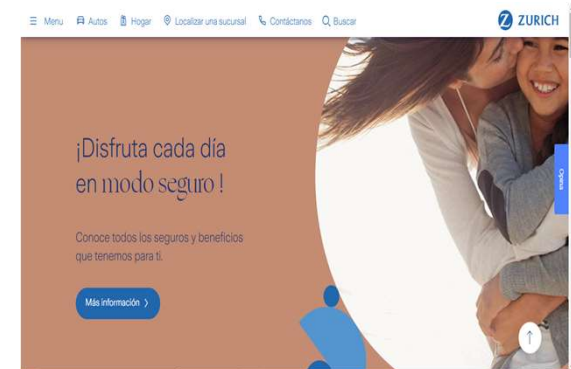 Menu Autos Hogar Localizar una sucursal Contáctanos Buscar ZURICH
¡Disfruta cada día
en modo seguro !
Conoce todos los seguros y beneficios
que tenemos para ti.
Más información
Opina